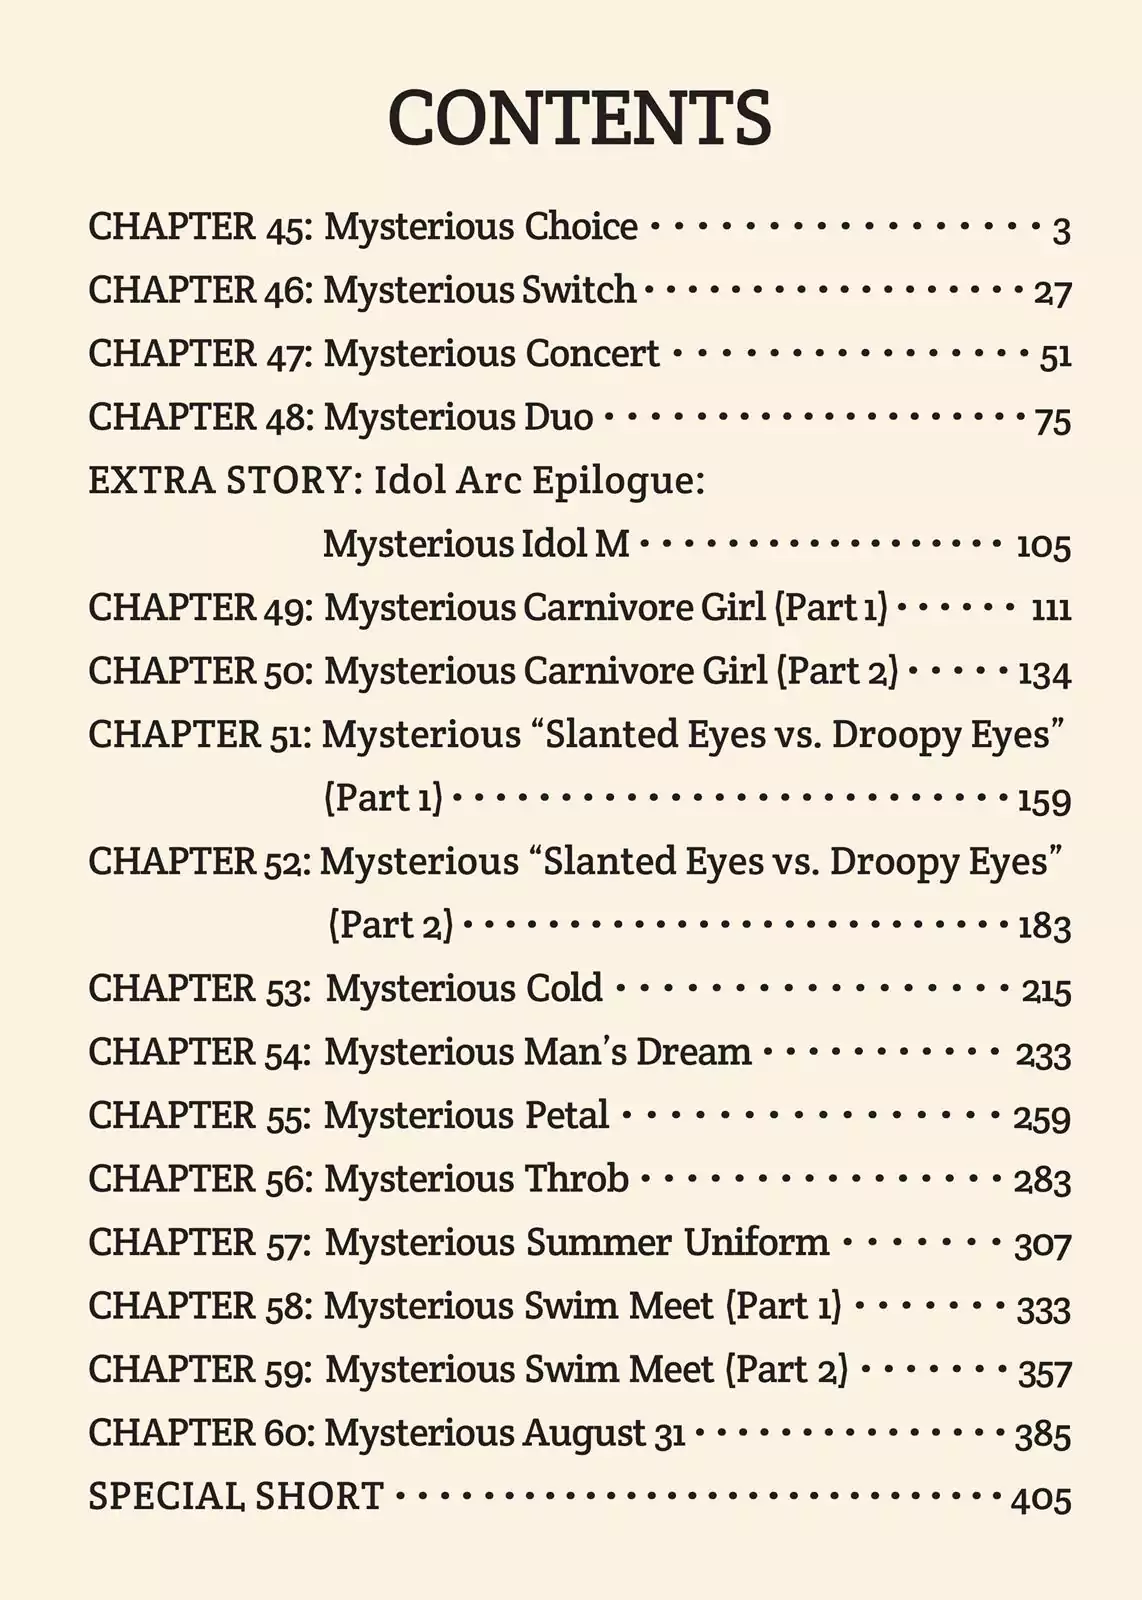 CONTENTS
CHAPTER 45: Mysterious Choice ················· 3
CHAPTER 46: Mysterious Switch ·················· 27
CHAPTER 47: Mysterious Concert ················ 51
CHAPTER 48: Mysterious Duo ···················· 75
EXTRA STORY: Idol Arc Epilogue:
Mysterious Idol M ················· 105
CHAPTER 49: Mysterious Carnivore Girl (Part 1) ······ 111
CHAPTER 50: Mysterious Carnivore Girl (Part 2) ····· 134
CHAPTER 51: Mysterious “Slanted Eyes vs. Droopy Eyes”
(Part 1) ·························· 159
CHAPTER 52: Mysterious “Slanted Eyes vs. Droopy Eyes”
(Part 2) ·························· 183
CHAPTER 53: Mysterious Cold ················· 215
CHAPTER 54: Mysterious Man’s Dream ··········· 233
CHAPTER 55: Mysterious Petal ················ 259
CHAPTER 56: Mysterious Throb ················ 283
CHAPTER 57: Mysterious Summer Uniform ······· 307
CHAPTER 58: Mysterious Swim Meet (Part 1) ······· 333
CHAPTER 59: Mysterious Swim Meet (Part 2) ······· 357
CHAPTER 60: Mysterious August 31 ··············· 385
SPECIAL SHORT ····························· 405